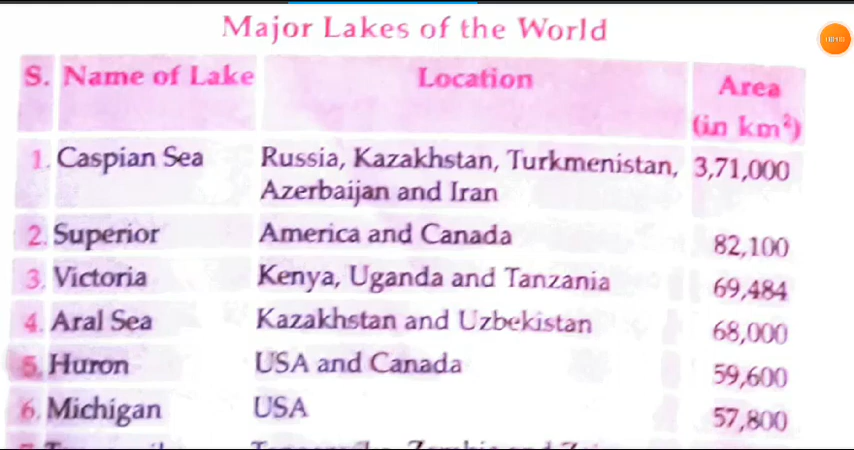 Major Lakes of the World
S. Name of Lake Location Area
(in km²)
1. Caspian Sea Russia, Kazakhstan, Turkmenistan, 3,71,000
Azerbaijan and Iran
2. Superior America and Canada 82,100
3. Victoria Kenya, Uganda and Tanzania 69,484
4. Aral Sea Kazakhstan and Uzbekistan 68,000
5. Huron USA and Canada 59,600
6. Michigan USA 57,800